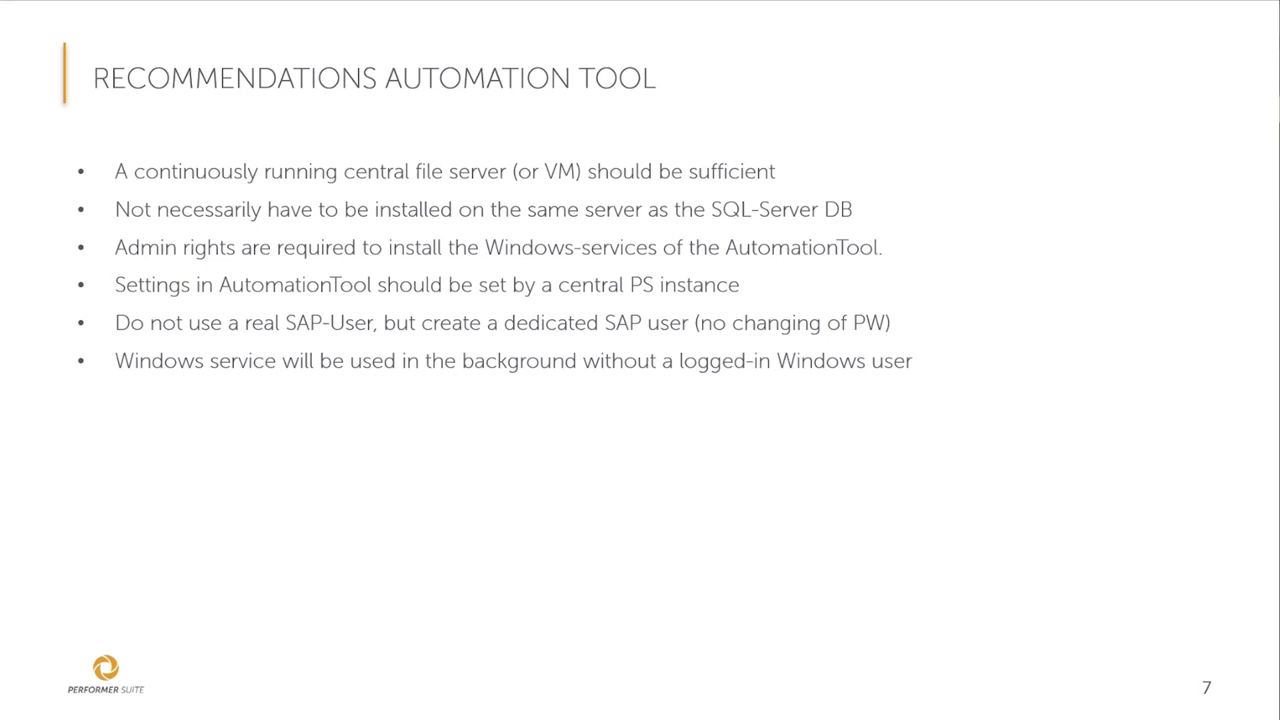 RECOMMENDATIONS AUTOMATION TOOL
• A continuously running central file server (or VM) should be sufficient
• Not necessarily have to be installed on the same server as the SQL-Server DB
• Admin rights are required to install the Windows-services of the AutomationTool.
• Settings in AutomationTool should be set by a central PS instance
• Do not use a real SAP-User, but create a dedicated SAP user (no changing of PW)
• Windows service will be used in the background without a logged-in Windows user
PERFORMER SUITE
7